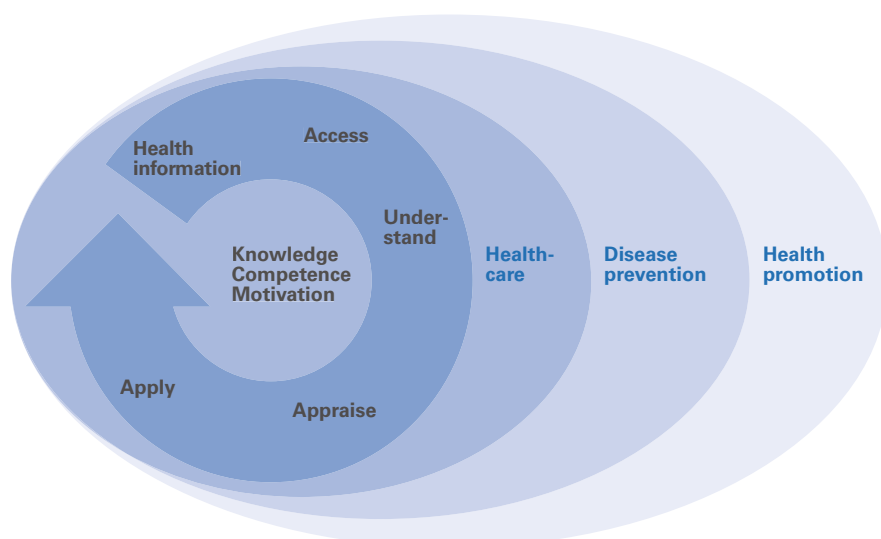 Health
information
Access
Under-
stand
Knowledge
Competence
Motivation
Health-
care
Disease
prevention
Health
promotion
Apply
Appraise